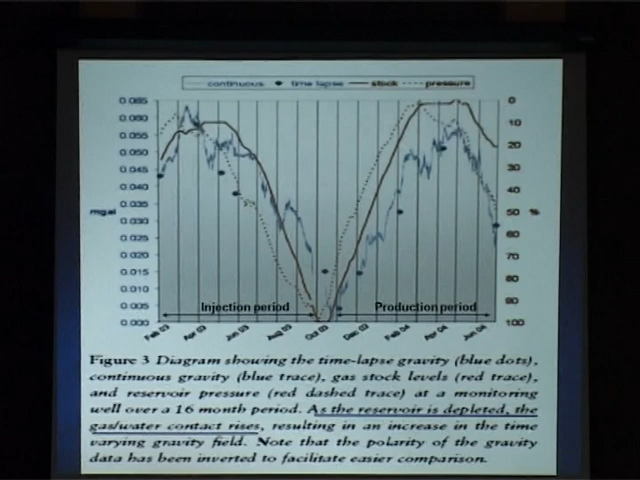 continuous time lapse stock pressure
0.065 0
0.060 10
0.055 20
0.050
0.045 30
0.040 40
0.035
mgal 50 %
0.030
0.025 60
0.020 70
0.015 80
0.010
0.005 90
0.000 100
Injection period Production period
Feb 03 Apr 03 Jun 03 Aug 03 Oct 03 Dec 03 Feb 04 Apr 04 Jun 04
Figure 3 Diagram showing the time-lapse gravity (blue dots),
continuous gravity (blue trace), gas stock levels (red trace),
and reservoir pressure (red dashed trace) at a monitoring
well over a 16 month period. As the reservoir is depleted, the
gas/water contact rises, resulting in an increase in the time
varying gravity field. Note that the polarity of the gravity
data has been inverted to facilitate easier comparison.